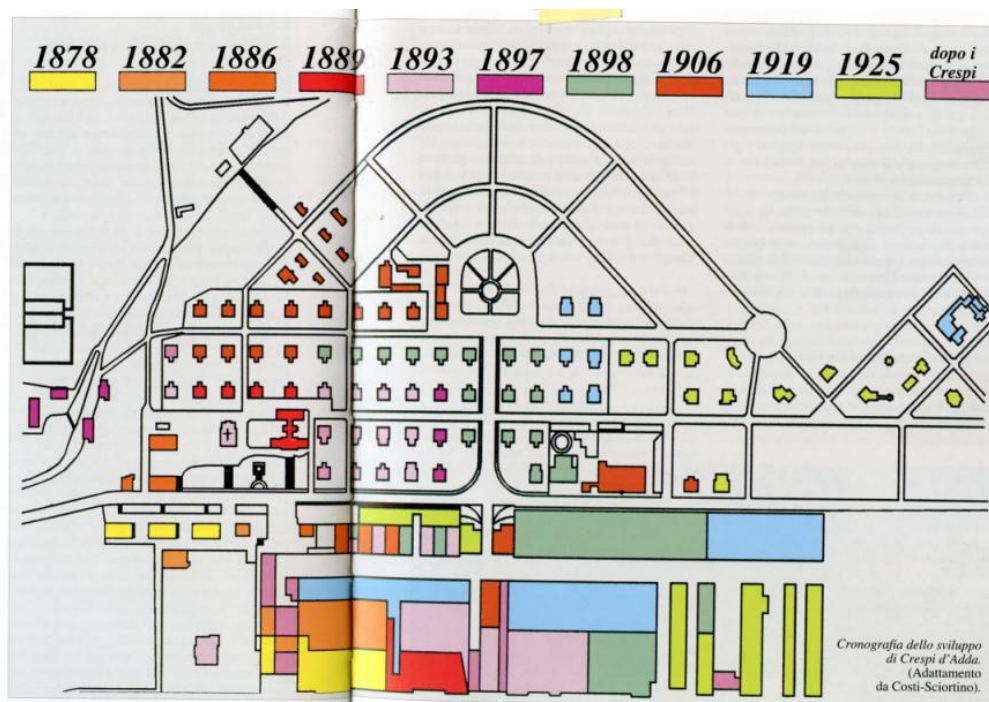 1878 1882 1886 1889 1893 1897 1898 1906 1919 1925 dopo i
Crespi
Cronografia dello sviluppo
di Crespi d'Adda.
(Adattamento
da Costi-Sciortino).